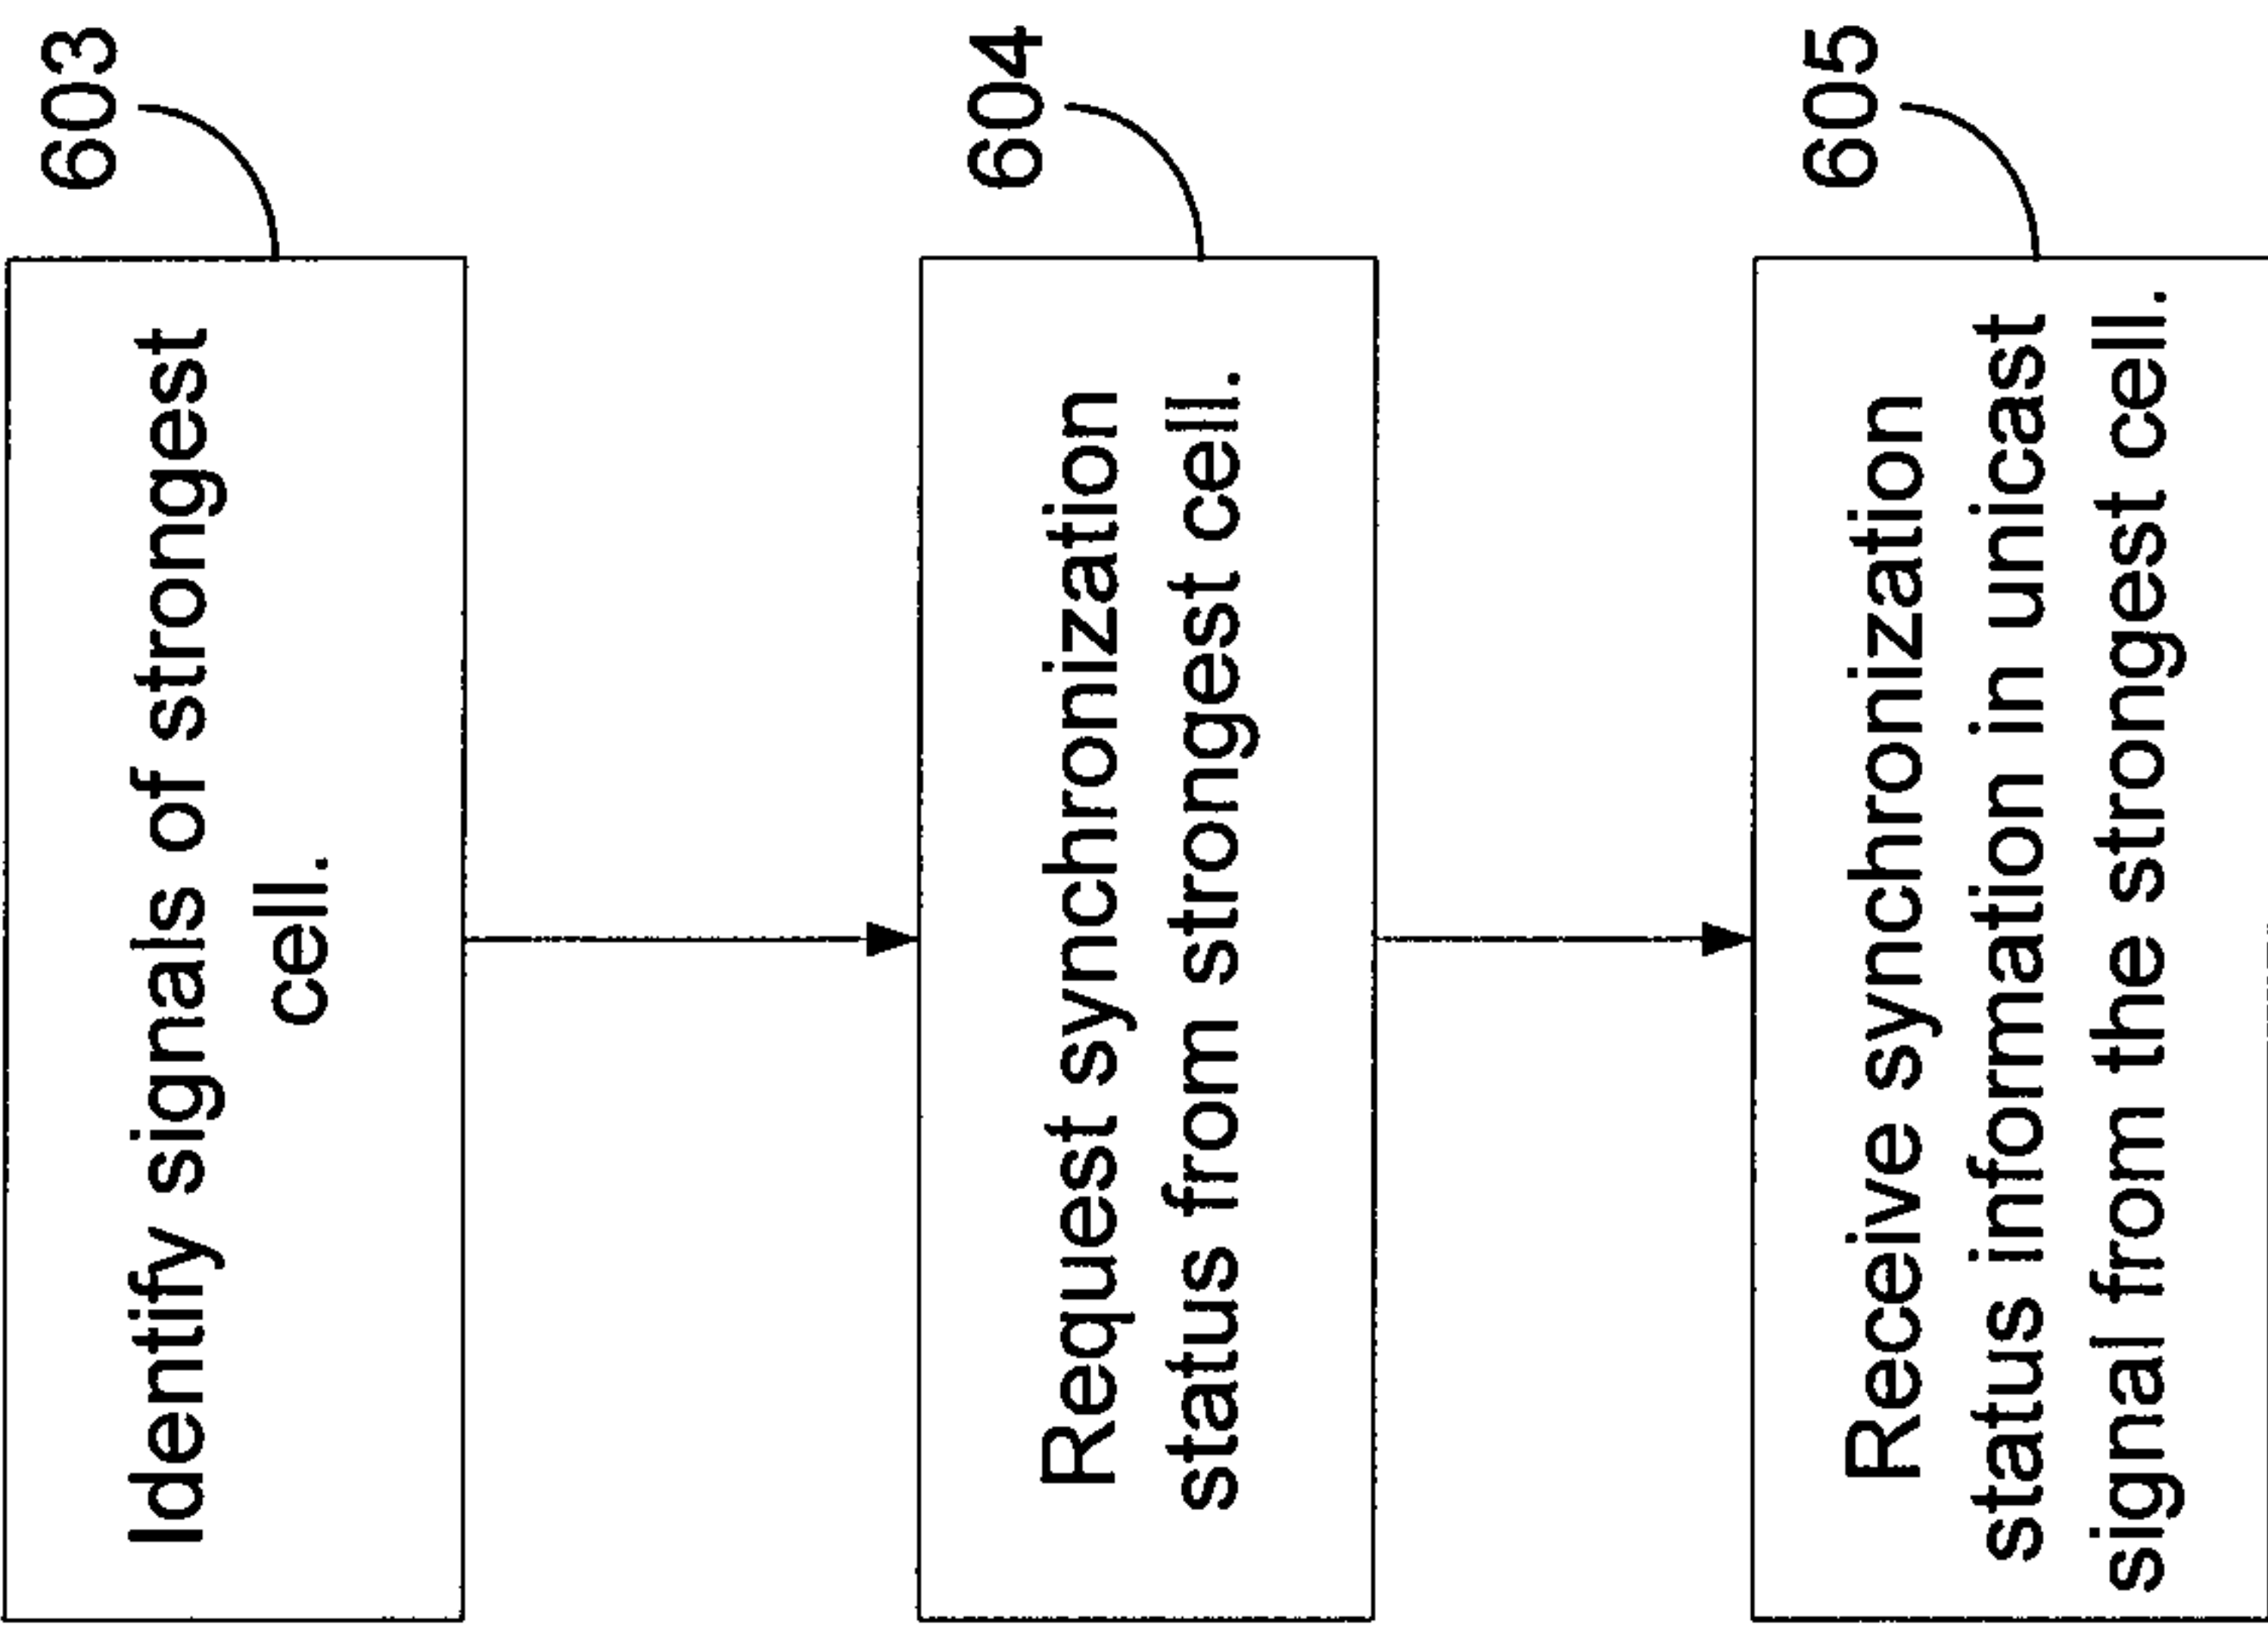 603
Identify signals of strongest
cell.
604
Request synchronization
status from strongest cell.
605
Receive synchronization
status information in unicast
signal from the strongest cell.